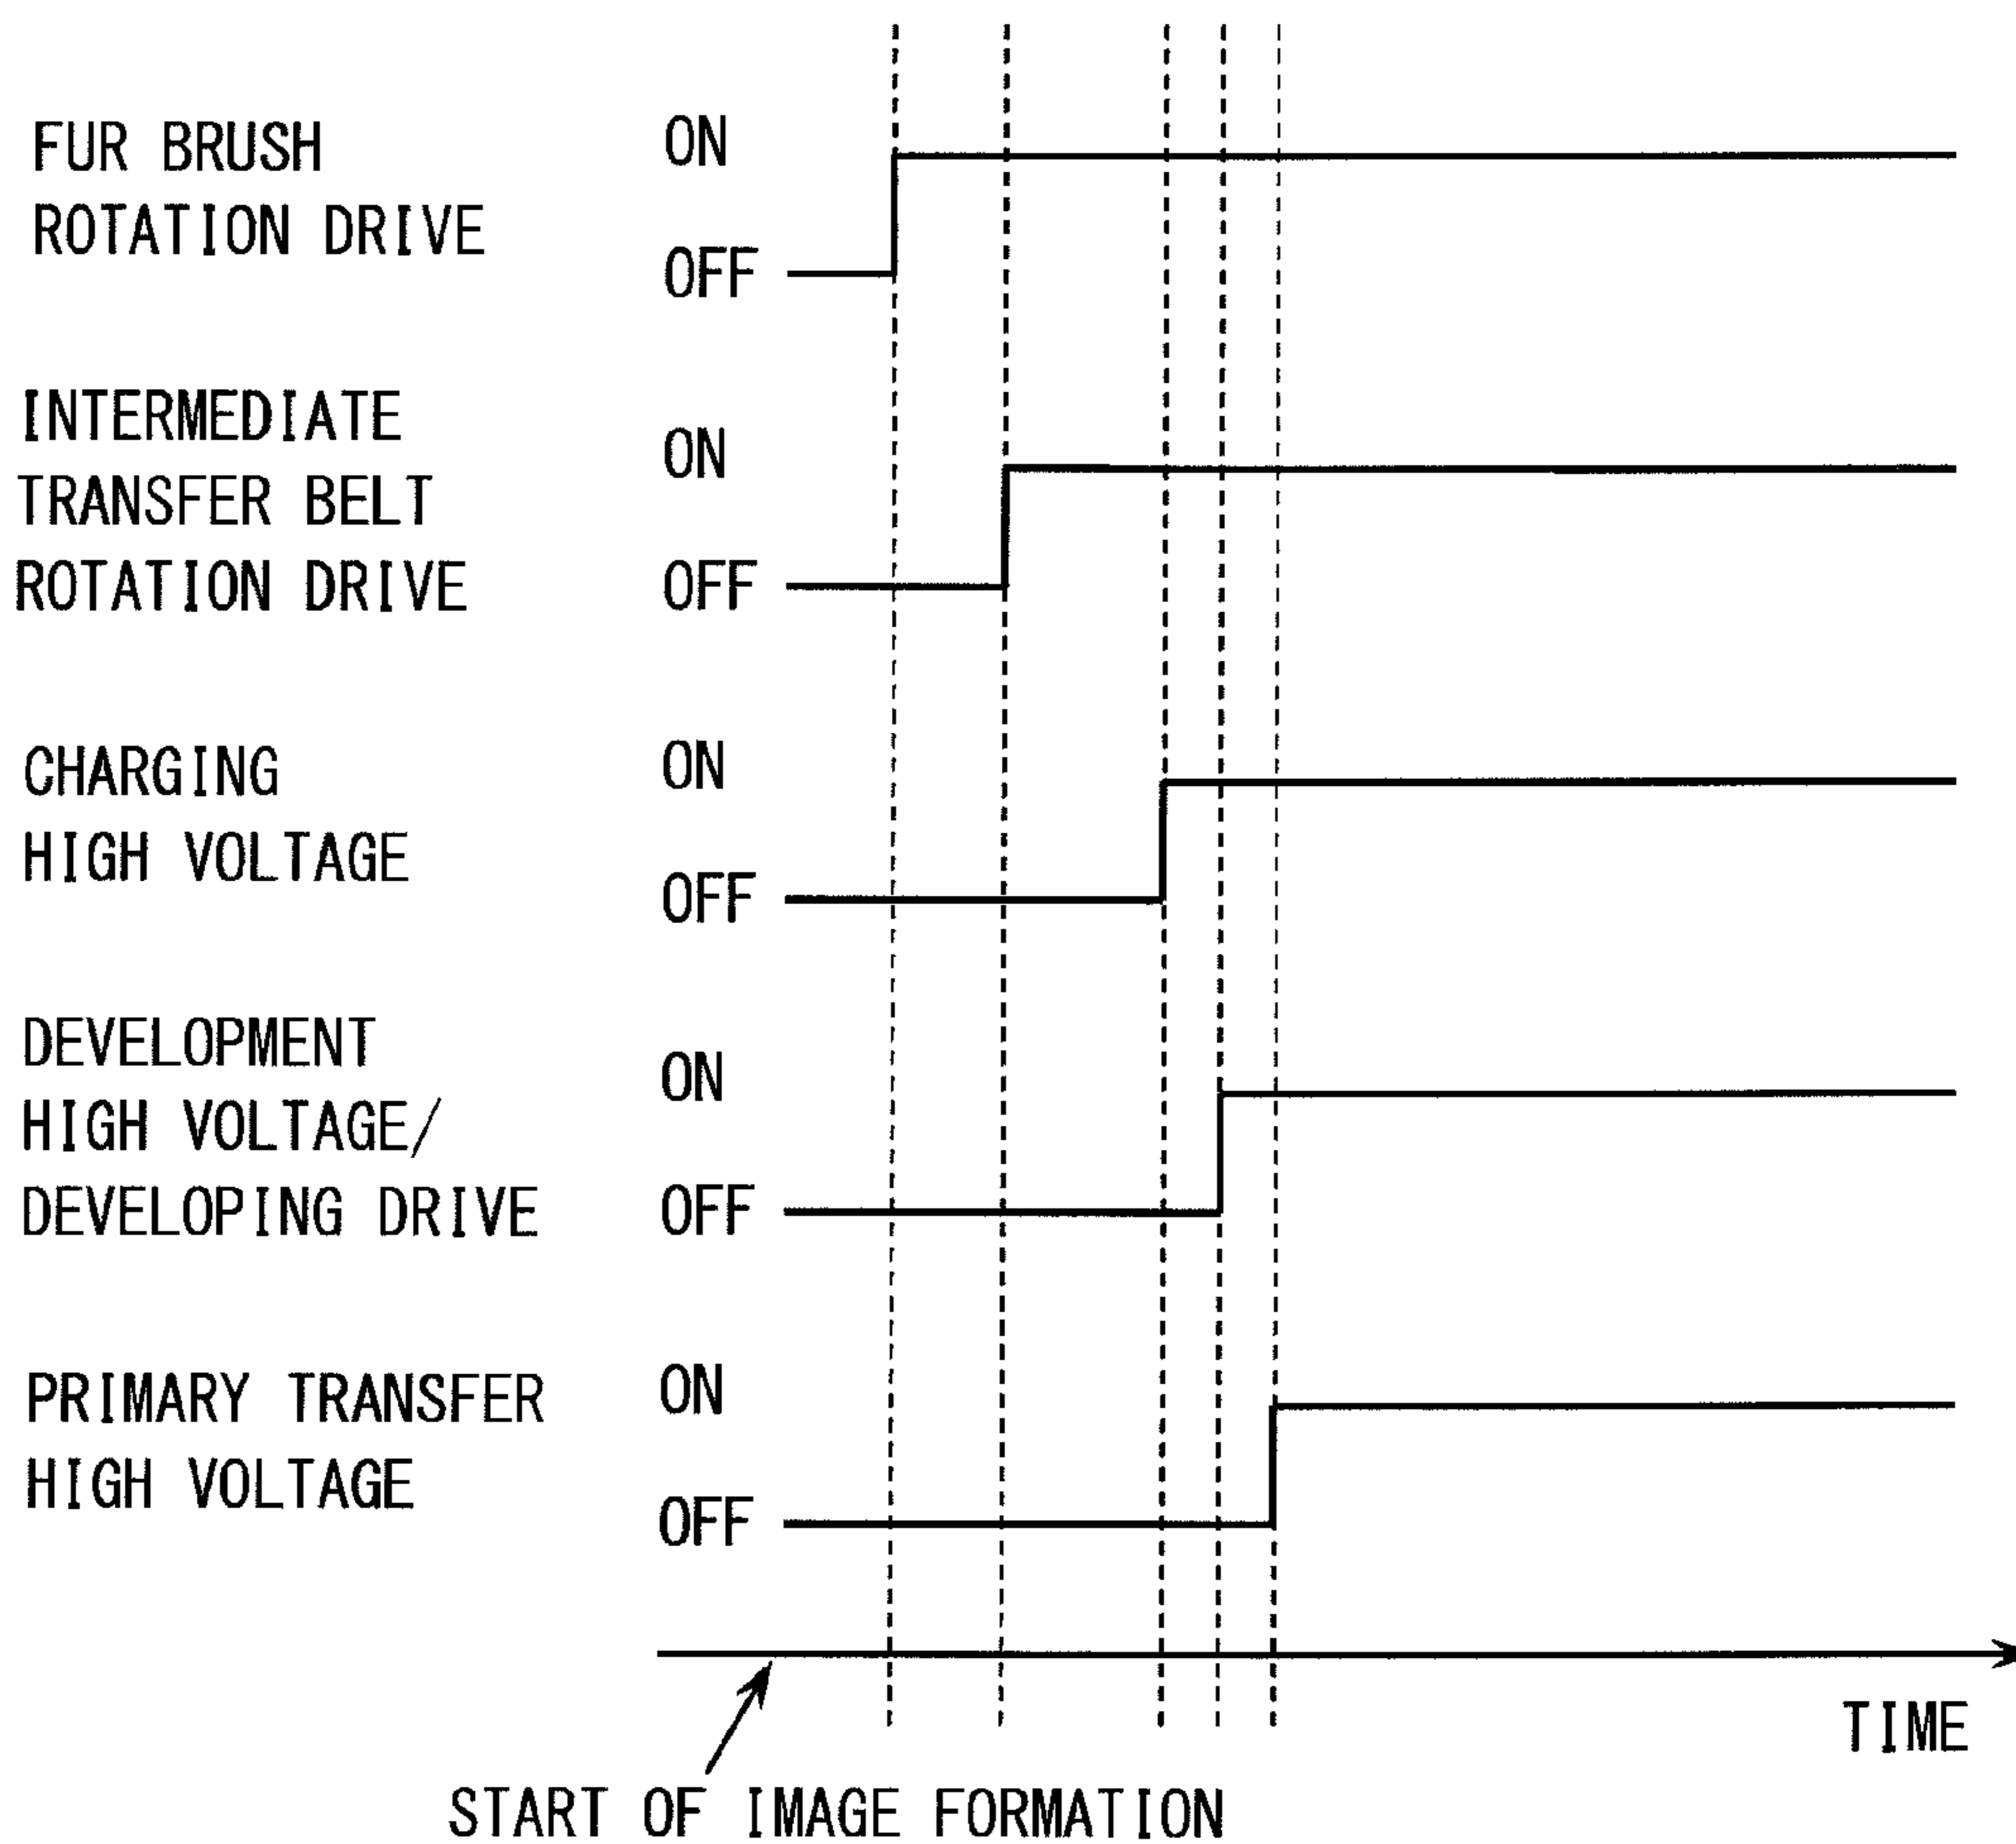 FUR BRUSH
ROTATION DRIVE
ON
OFF
INTERMEDIATE
TRANSFER BELT
ROTATION DRIVE
ON
OFF
CHARGING
HIGH VOLTAGE
ON
OFF
DEVELOPMENT
HIGH VOLTAGE/
DEVELOPING DRIVE
ON
OFF
PRIMARY TRANSFER
HIGH VOLTAGE
ON
OFF
TIME
START OF IMAGE FORMATION